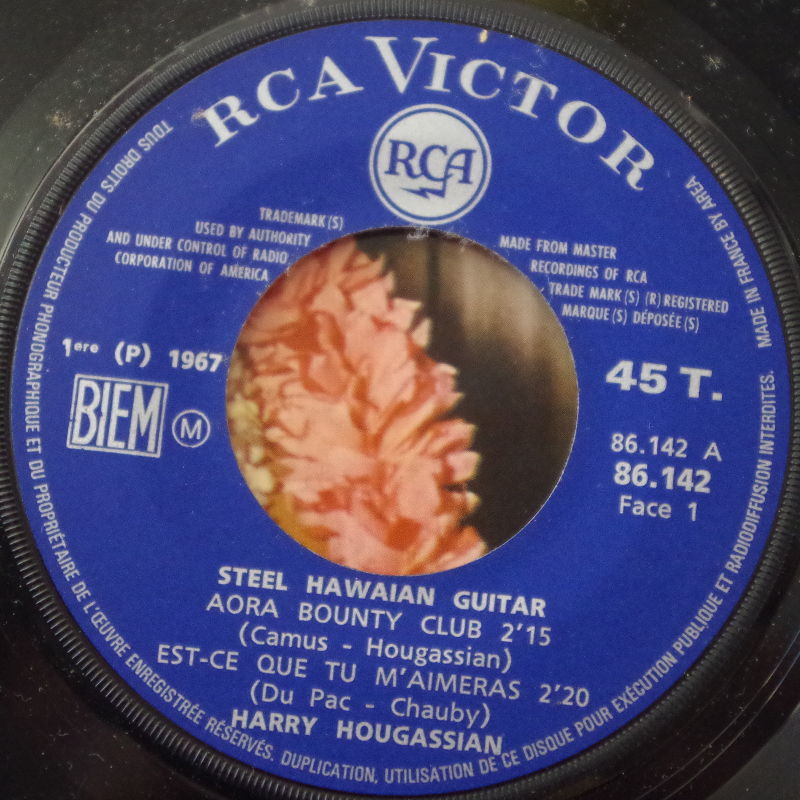 RCA VICTOR
RCA
TRADEMARK(S)
USED BY AUTHORITY
AND UNDER CONTROL OF RADIO
CORPORATION OF AMERICA
MADE FROM MASTER
RECORDINGS OF RCA
TRADE MARK(S) (R) REGISTERED
MARQUE(S) DÉPOSÉE(S)
1ere (P) 1967
BIEM
M
45 T.
86.142 A
86.142
Face 1
STEEL HAWAIAN GUITAR
AORA BOUNTY CLUB 2'15
(Camus - Hougassian)
EST-CE QUE TU M'AIMERAS 2'20
(Du Pac - Chauby)
HARRY HOUGASSIAN
TOUS DROITS DU PRODUCTEUR PHONOGRAPHIQUE ET DU PROPRIÉTAIRE DE L'ŒUVRE ENREGISTRÉE RÉSERVÉS. DUPLICATION, UTILISATION DE CE DISQUE POUR EXÉCUTION PUBLIQUE ET RADIODIFFUSION INTERDITES. MADE IN FRANCE BY AREA